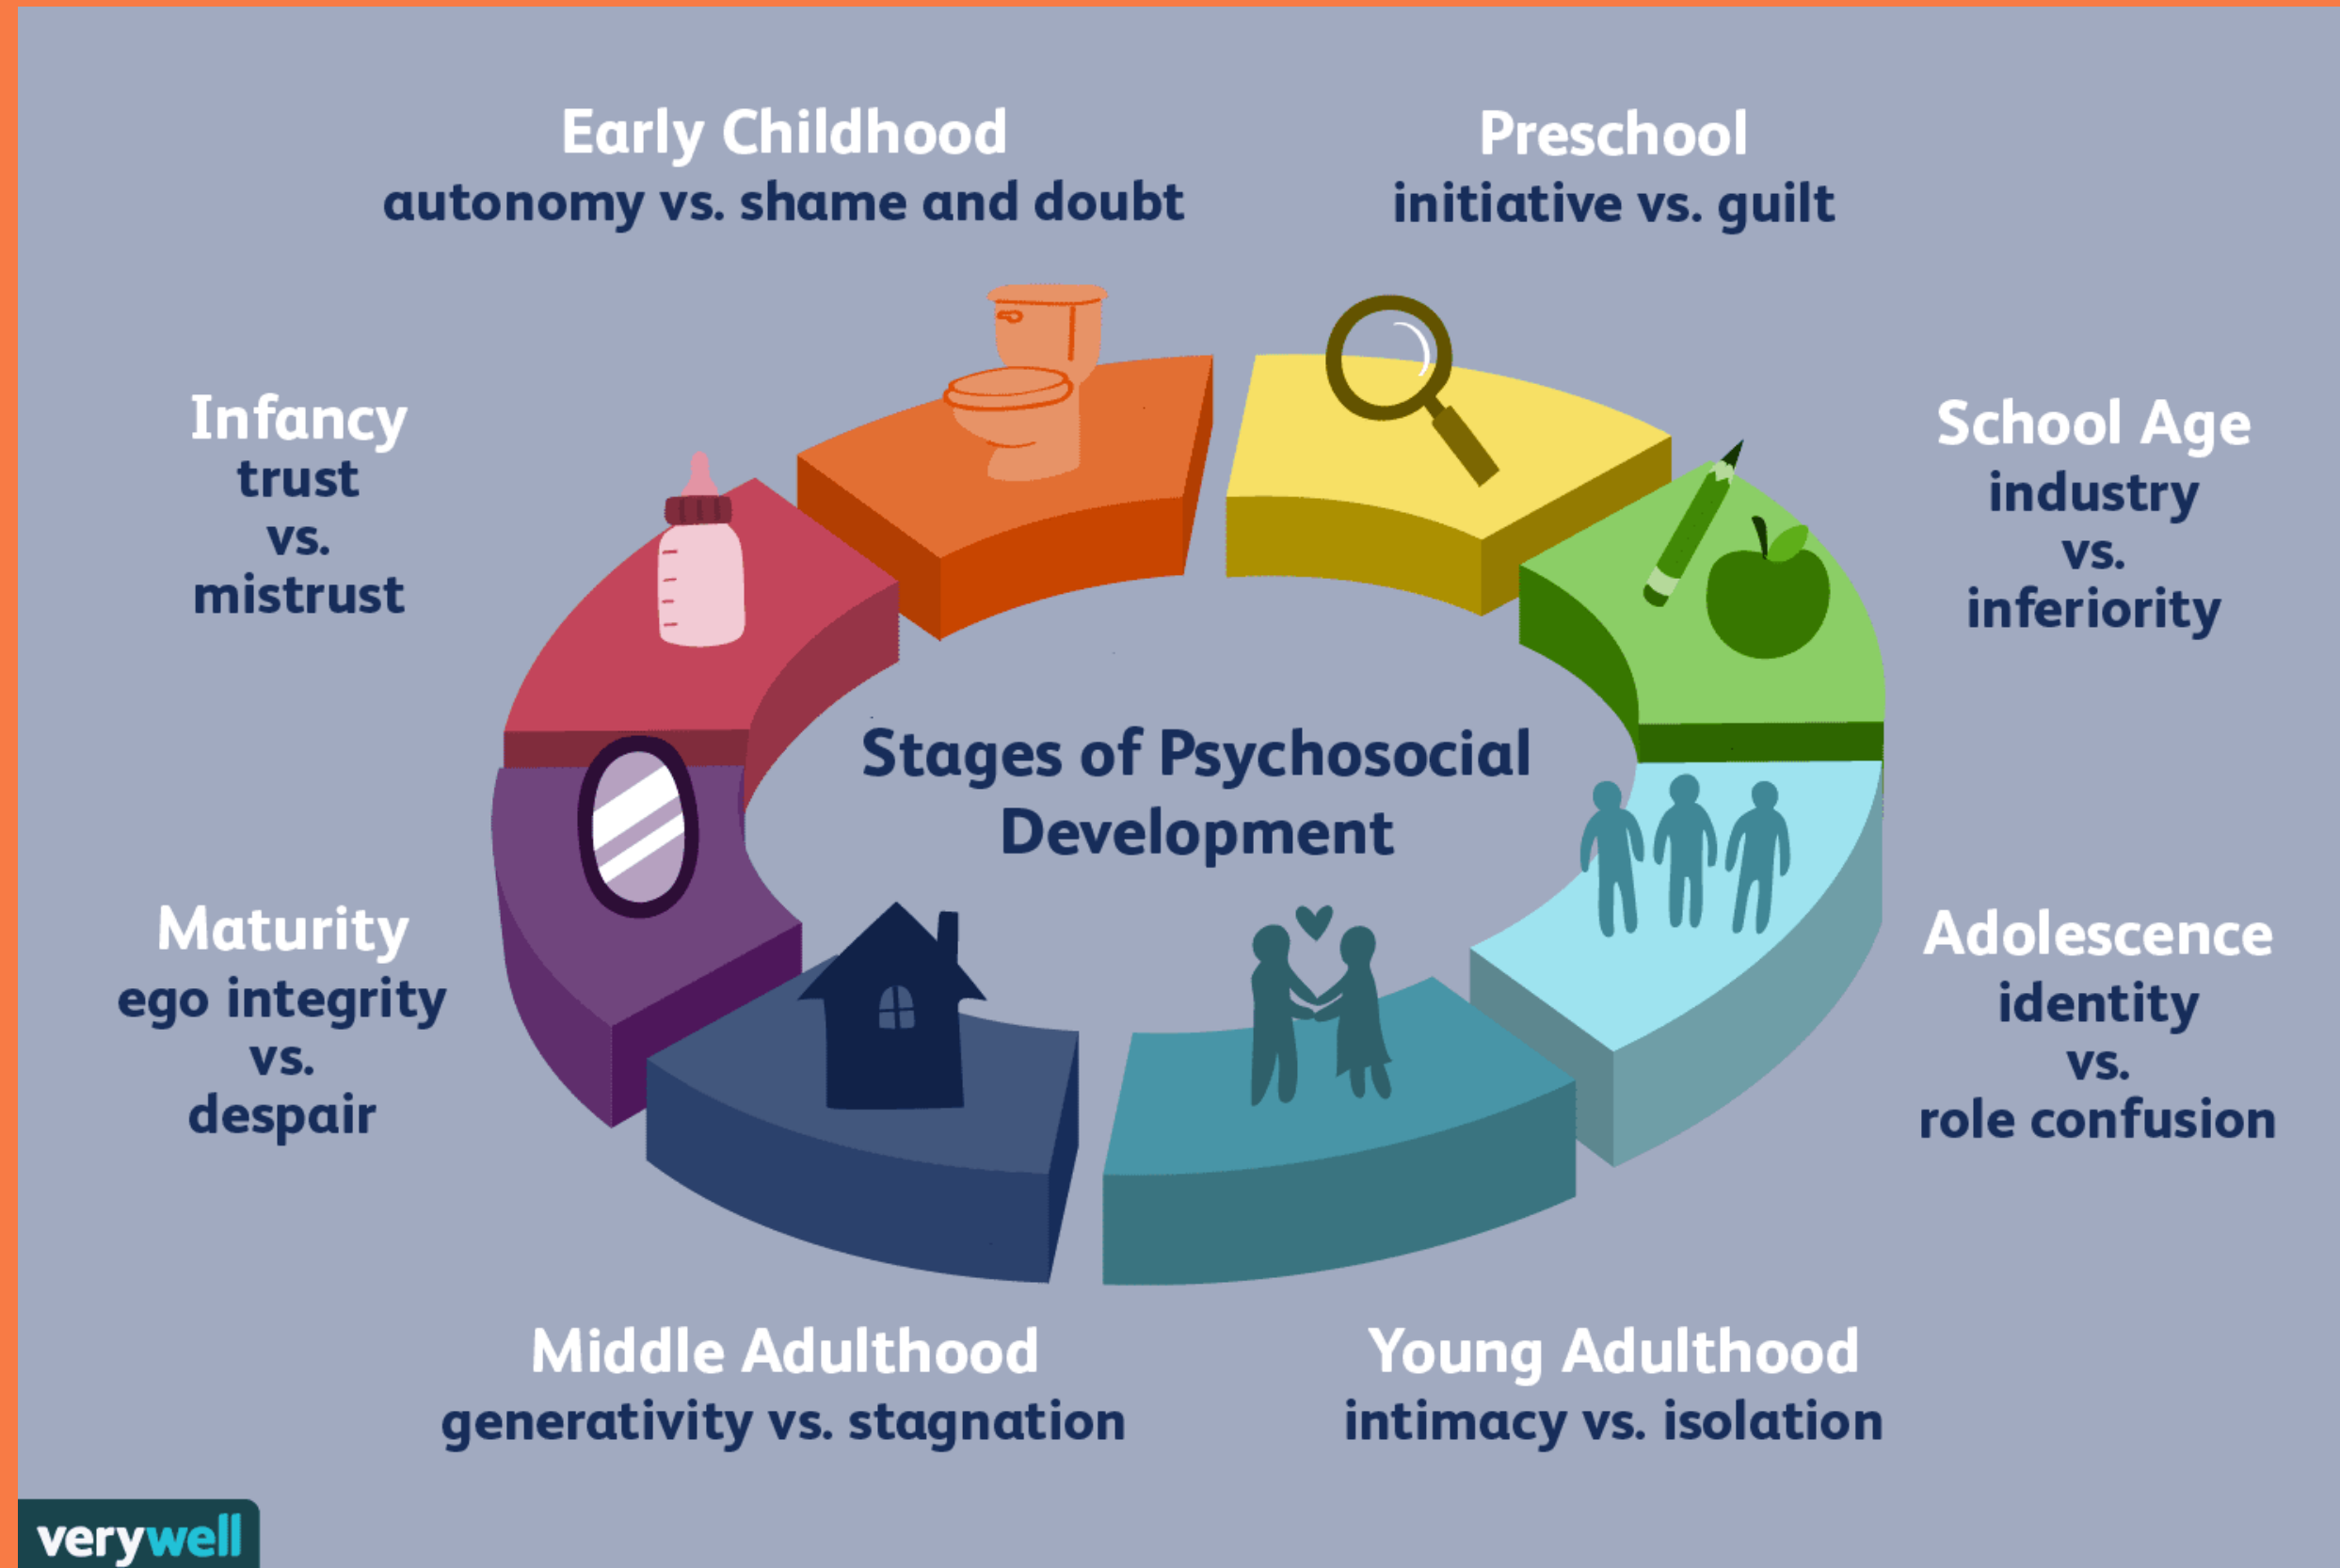 Early Childhood
autonomy vs. shame and doubt
Preschool
initiative vs. guilt
Infancy
trust
vs.
mistrust
School Age
industry
vs.
inferiority
Stages of Psychosocial
Development
Maturity
ego integrity
vs.
despair
Adolescence
identity
vs.
role confusion
Middle Adulthood
generativity vs. stagnation
Young Adulthood
intimacy vs. isolation
verywell